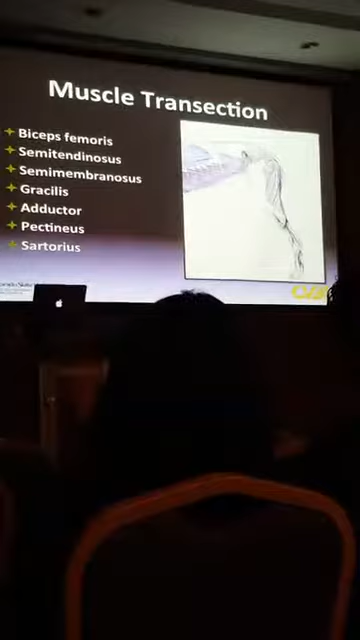 Muscle Transection
Biceps femoris
Semitendinosus
Semimembranosus
Gracilis
Adductor
Pectineus
Sartorius